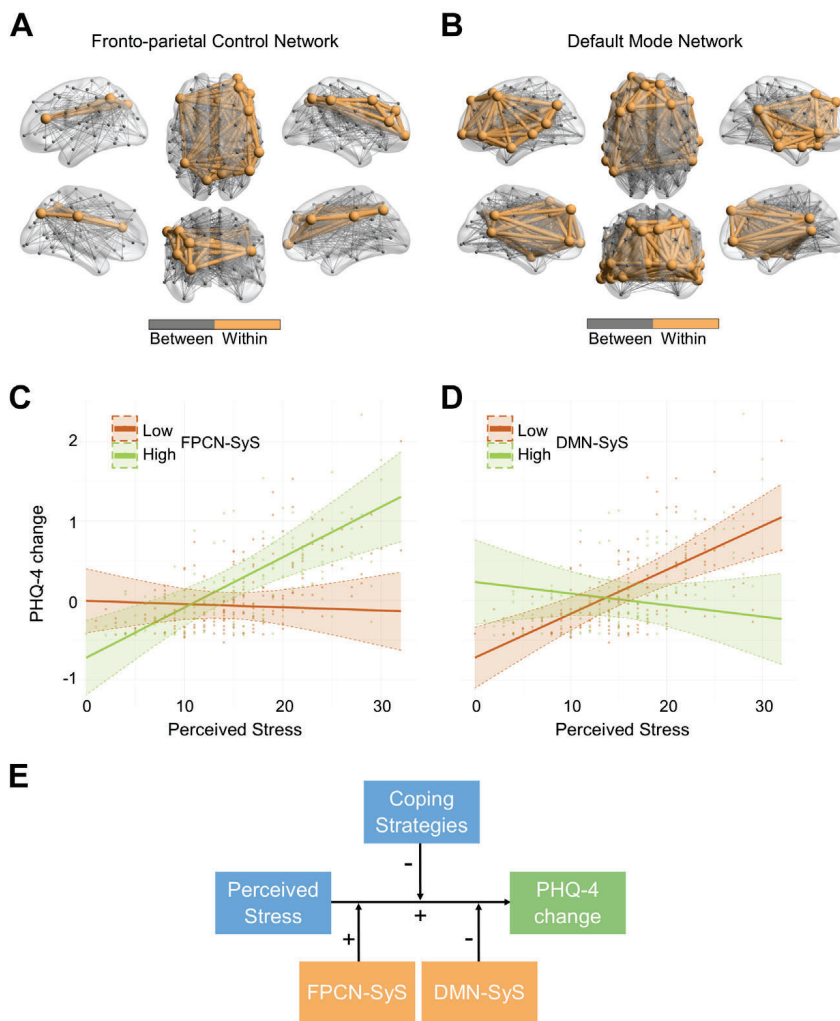 A
Fronto-parietal Control Network
B
Default Mode Network
Between Within
Between Within
C
Low
FPCN-SyS
High
2
1
0
-1
PHQ-4 change
0 10 20 30
Perceived Stress
D
Low
DMN-SyS
High
0 10 20 30
Perceived Stress
E
Coping
Strategies
-
Perceived
Stress
+
PHQ-4
change
+
-
FPCN-SyS
DMN-SyS